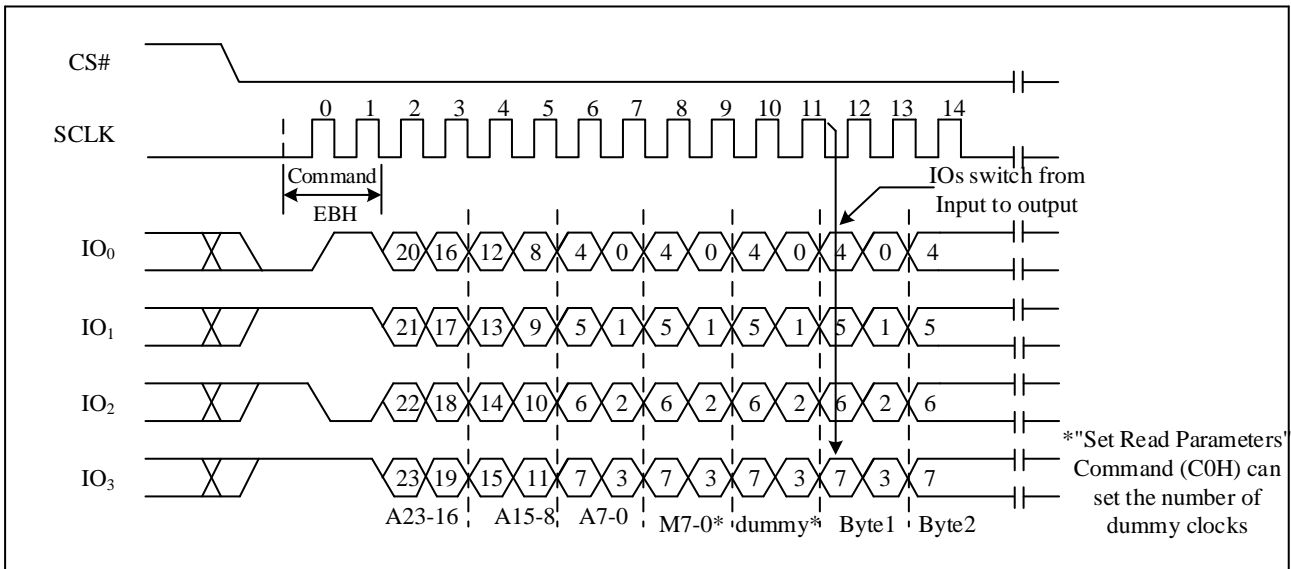 CS#
0 1 2 3 4 5 6 7 8 9 10 11 12 13 14
SCLK
Command
EBH
IOs switch from
Input to output
IO₀ 20 16 12 8 4 0 4 0 4 0 4 0 4
IO₁ 21 17 13 9 5 1 5 1 5 1 5 1 5
IO₂ 22 18 14 10 6 2 6 2 6 2 6 2 6
IO₃ 23 19 15 11 7 3 7 3 7 3 7 3 7
A23-16 A15-8 A7-0 M7-0* dummy* Byte1 Byte2
*"Set Read Parameters"
Command (C0H) can
set the number of
dummy clocks